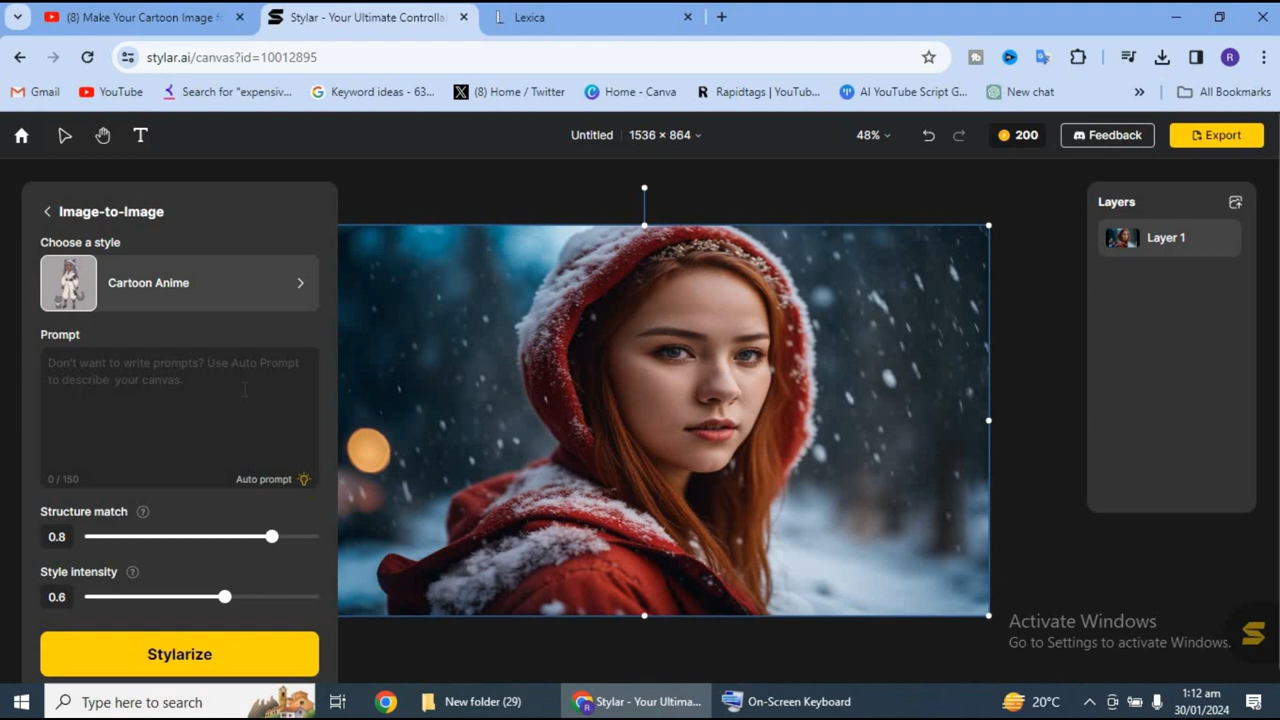 (8) Make Your Cartoon Image f
Stylar - Your Ultimate Controlla
Lexica
stylar.ai/canvas?id=10012895
Gmail
YouTube
Search for "expensiv...
Keyword ideas - 63...
(8) Home / Twitter
Home - Canva
Rapidtags | YouTub...
AI YouTube Script G...
New chat
»
All Bookmarks
Untitled
1536 × 864
48%
200
Feedback
Export
Image-to-Image
Choose a style
Cartoon Anime
Prompt
Don't want to write prompts? Use Auto Prompt
to describe your canvas.
0 / 150
Auto prompt
Structure match
0.8
Style intensity
0.6
Stylarize
Layers
Layer 1
Activate Windows
Go to Settings to activate Windows.
Type here to search
New folder (29)
Stylar - Your Ultima...
On-Screen Keyboard
20°C
1:12 am
30/01/2024